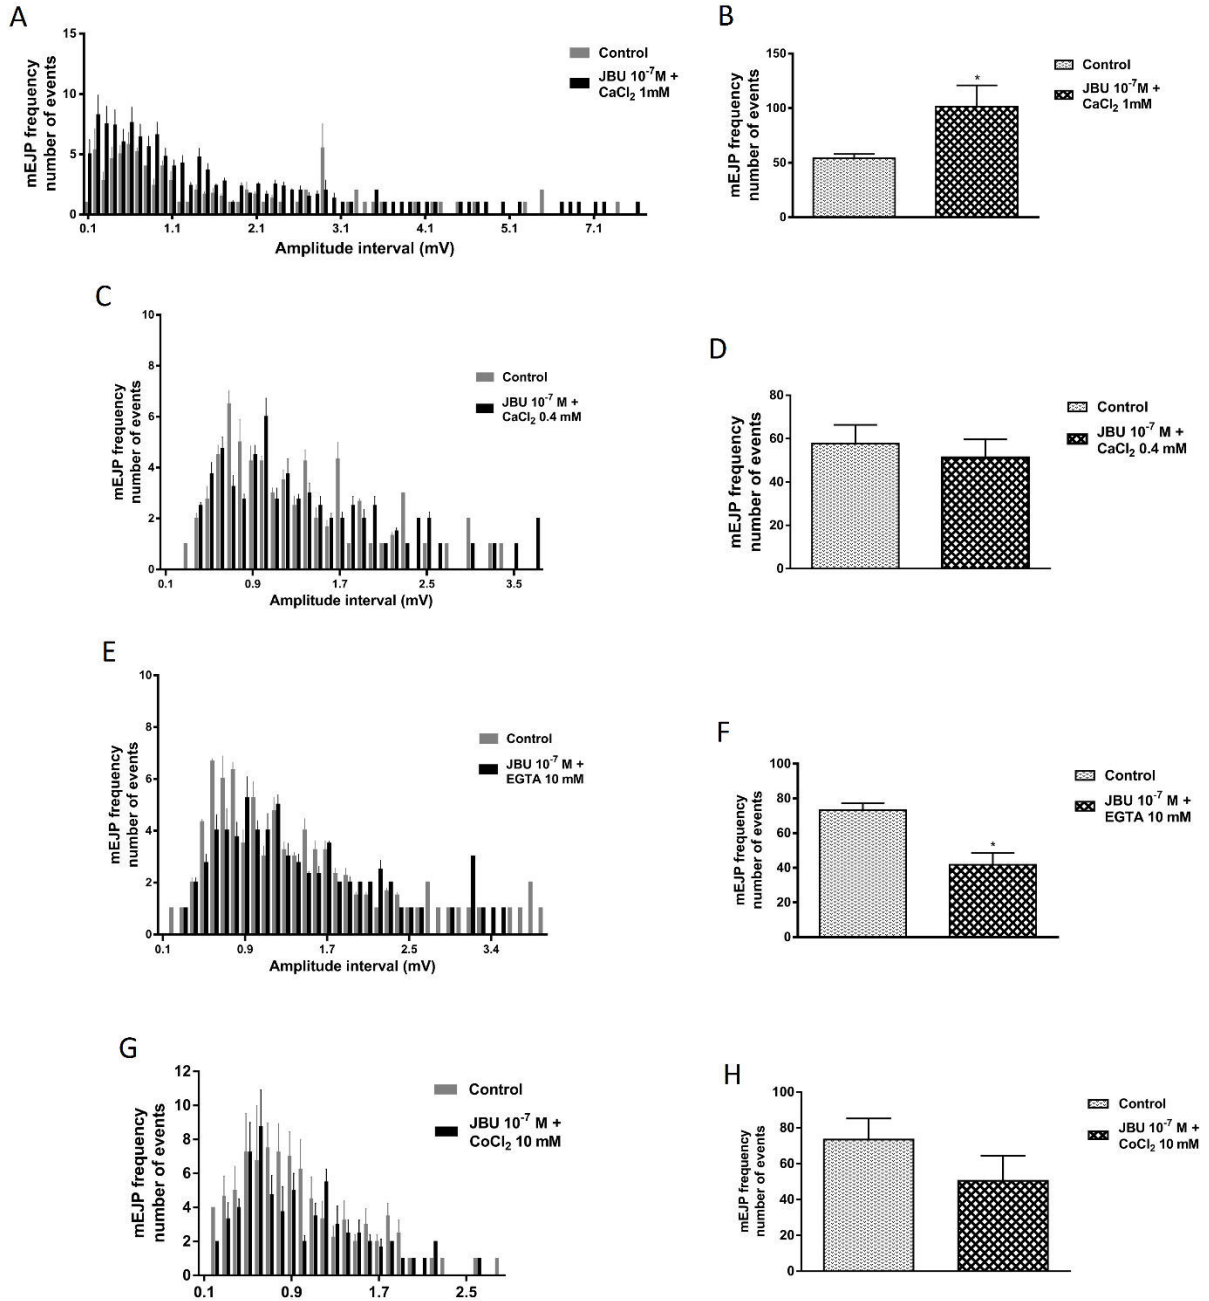 A
mEJP frequency
number of events
15
10
5
0
0.1 1.1 2.1 3.1 4.1 5.1 7.1
Amplitude interval (mV)
Control
JBU 10⁻⁷M +
CaCl₂ 1mM
B
mEJP frequency
number of events
150
100
50
0
*
Control
JBU 10⁻⁷M +
CaCl₂ 1mM
C
mEJP frequency
number of events
10
8
6
4
2
0
0.1 0.9 1.7 2.5 3.5
Amplitude interval (mV)
Control
JBU 10⁻⁷ M +
CaCl₂ 0.4 mM
D
mEJP frequency
number of events
80
60
40
20
0
Control
JBU 10⁻⁷ M +
CaCl₂ 0.4 mM
E
mEJP frequency
number of events
10
8
6
4
2
0
0.1 0.9 1.7 2.5 3.4
Amplitude interval (mV)
Control
JBU 10⁻⁷ M +
EGTA 10 mM
F
mEJP frequency
number of events
100
80
60
40
20
0
*
Control
JBU 10⁻⁷ M +
EGTA 10 mM
G
mEJP frequency
number of events
12
10
8
6
4
2
0
0.1 0.9 1.7 2.5
Control
JBU 10⁻⁷ M +
CoCl₂ 10 mM
H
mEJP frequency
number of events
100
80
60
40
20
0
Control
JBU 10⁻⁷ M +
CoCl₂ 10 mM